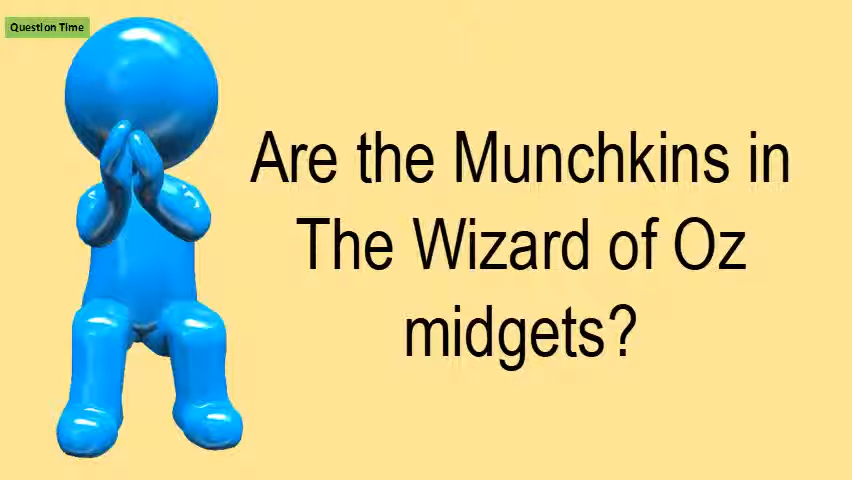 Question Time
Are the Munchkins in
The Wizard of Oz
midgets?